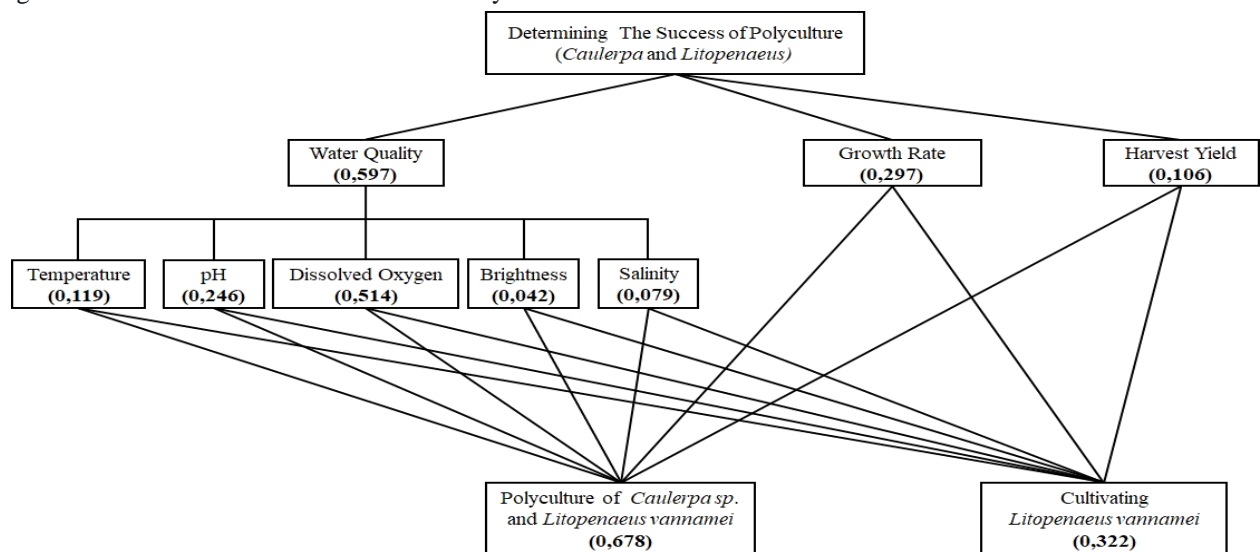 Determining The Success of Polyculture
(Caulerpa and Litopenaeus)
Water Quality
(0,597)
Growth Rate
(0,297)
Harvest Yield
(0,106)
Temperature
(0,119)
pH
(0,246)
Dissolved Oxygen
(0,514)
Brightness
(0,042)
Salinity
(0,079)
Polyculture of Caulerpa sp.
and Litopenaeus vannamei
(0,678)
Cultivating
Litopenaeus vannamei
(0,322)